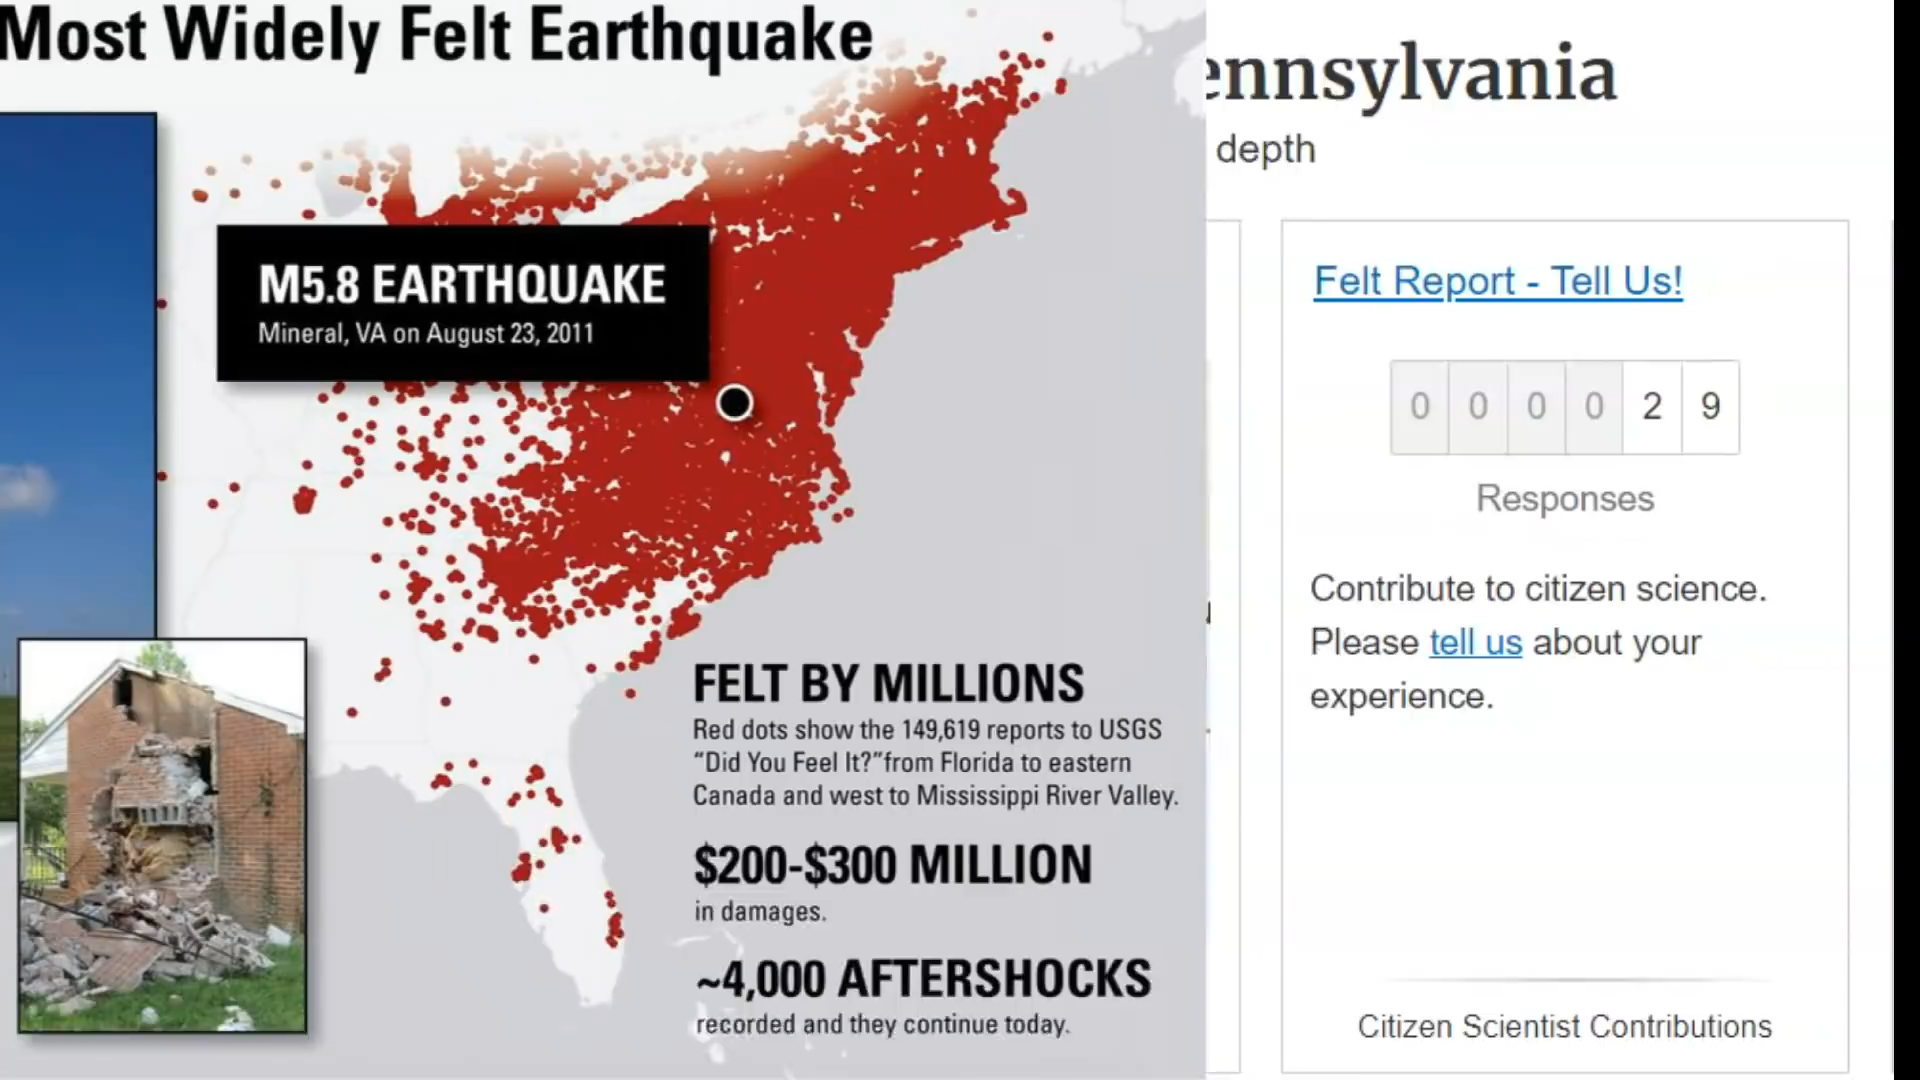 Most Widely Felt Earthquake
M5.8 EARTHQUAKE
Mineral, VA on August 23, 2011
FELT BY MILLIONS
Red dots show the 149,619 reports to USGS
“Did You Feel It?”from Florida to eastern
Canada and west to Mississippi River Valley.
$200-$300 MILLION
in damages.
~4,000 AFTERSHOCKS
recorded and they continue today.
ennsylvania
depth
Felt Report - Tell Us!
0 0 0 0 2 9
Responses
Contribute to citizen science.
Please tell us about your
experience.
Citizen Scientist Contributions